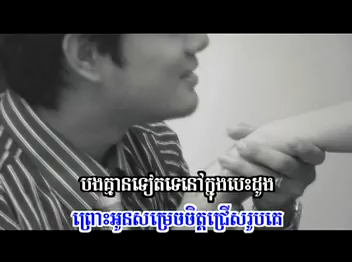 បងគ្មានទៀតទេនៅក្នុងបេះដូង
ព្រោះអូនសម្រេចចិត្តជ្រើសរូបគេ